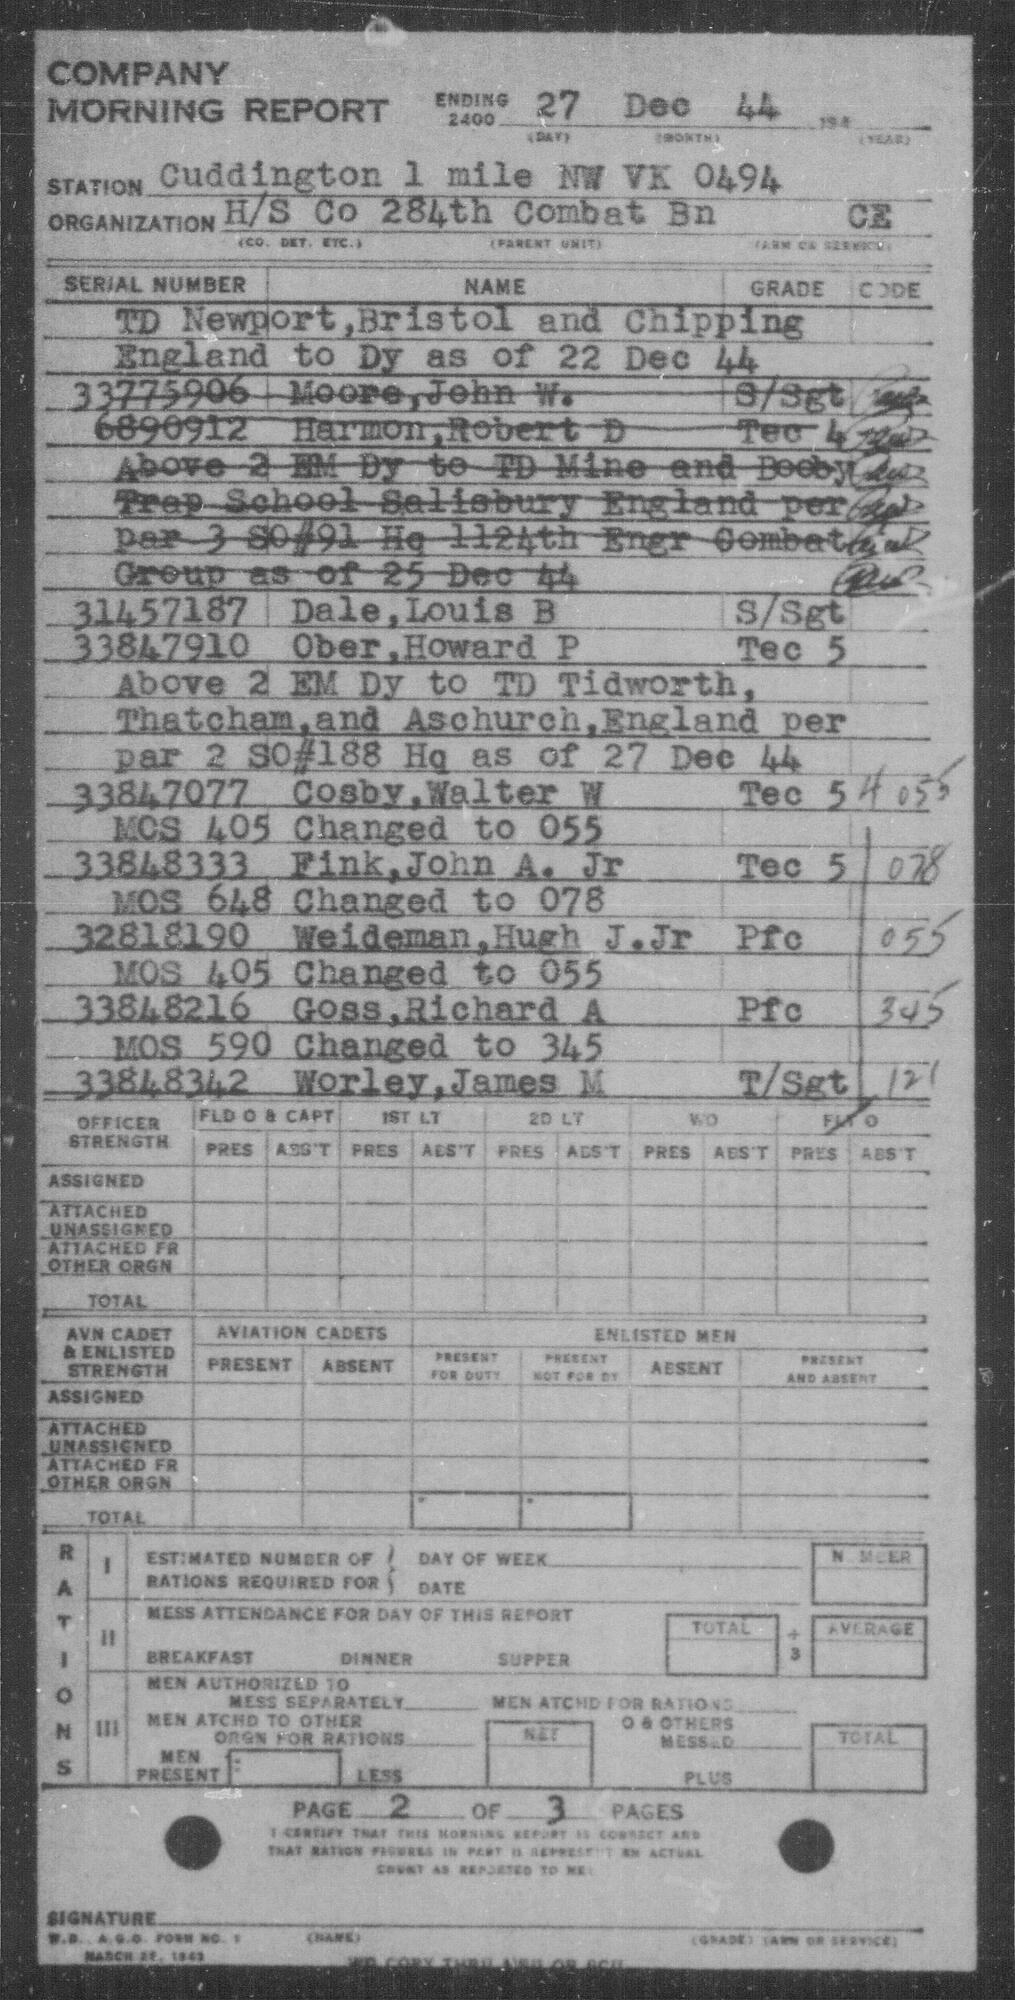 COMPANY
MORNING REPORT ENDING 2400 27 Dec 44 194
(DAY) (MONTH) (YEAR)
STATION Cuddington 1 mile NW VK 0494
ORGANIZATION H/S Co 284th Combat Bn CE
(CO. DET. ETC.) (PARENT UNIT) (ARM OR SERVICE)
SERIAL NUMBER NAME GRADE CODE
TD Newport,Bristol and Chipping
England to Dy as of 22 Dec 44
33775906 Moore,John W. S/Sgt
6890912 Harmon,Robert D Tec 4
Above 2 EM Dy to TD Mine and Booby
Trap School Salisbury England per
par 3 SO#91 Hq 1124th Engr Combat
Group as of 25 Dec 44
31457187 Dale,Louis B S/Sgt
33847910 Ober,Howard P Tec 5
Above 2 EM Dy to TD Tidworth,
Thatcham,and Aschurch,England per
par 2 SO#188 Hq as of 27 Dec 44
33847077 Cosby,Walter W Tec 5 4 055
MOS 405 Changed to 055
33848333 Fink,John A. Jr Tec 5 078
MOS 648 Changed to 078
32818190 Weideman,Hugh J.Jr Pfc 055
MOS 405 Changed to 055
33848216 Goss,Richard A Pfc 345
MOS 590 Changed to 345
33848342 Worley,James M T/Sgt 121
OFFICER STRENGTH FLD O & CAPT 1ST LT 2D LT WO FLT O
PRES ABS'T PRES ABS'T PRES ABS'T PRES ABS'T PRES ABS'T
ASSIGNED
ATTACHED
UNASSIGNED
ATTACHED FR
OTHER ORGN
TOTAL
AVN CADET & ENLISTED STRENGTH AVIATION CADETS ENLISTED MEN
PRESENT ABSENT PRESENT FOR DUTY PRESENT NOT FOR DY ABSENT PRESENT AND ABSENT
ASSIGNED
ATTACHED
UNASSIGNED
ATTACHED FR
OTHER ORGN
TOTAL
RATIONS
I ESTIMATED NUMBER OF DAY OF WEEK NUMBER
RATIONS REQUIRED FOR DATE
II MESS ATTENDANCE FOR DAY OF THIS REPORT TOTAL ÷ 3 AVERAGE
BREAKFAST DINNER SUPPER
III MEN AUTHORIZED TO
MESS SEPARATELY MEN ATCHD FOR RATIONS
MEN ATCHD TO OTHER
ORGN FOR RATIONS NET O & OTHERS MESSED TOTAL
MEN PRESENT LESS PLUS
PAGE 2 OF 3 PAGES
I CERTIFY THAT THIS MORNING REPORT IS CORRECT AND
THAT RATION FIGURES IN PART II REPRESENT AN ACTUAL
COUNT AS REPORTED TO ME:
SIGNATURE
W.D., A.G.O. FORM NO. 1 (NAME) (GRADE) (ARM OR SERVICE)
MARCH 22, 1943